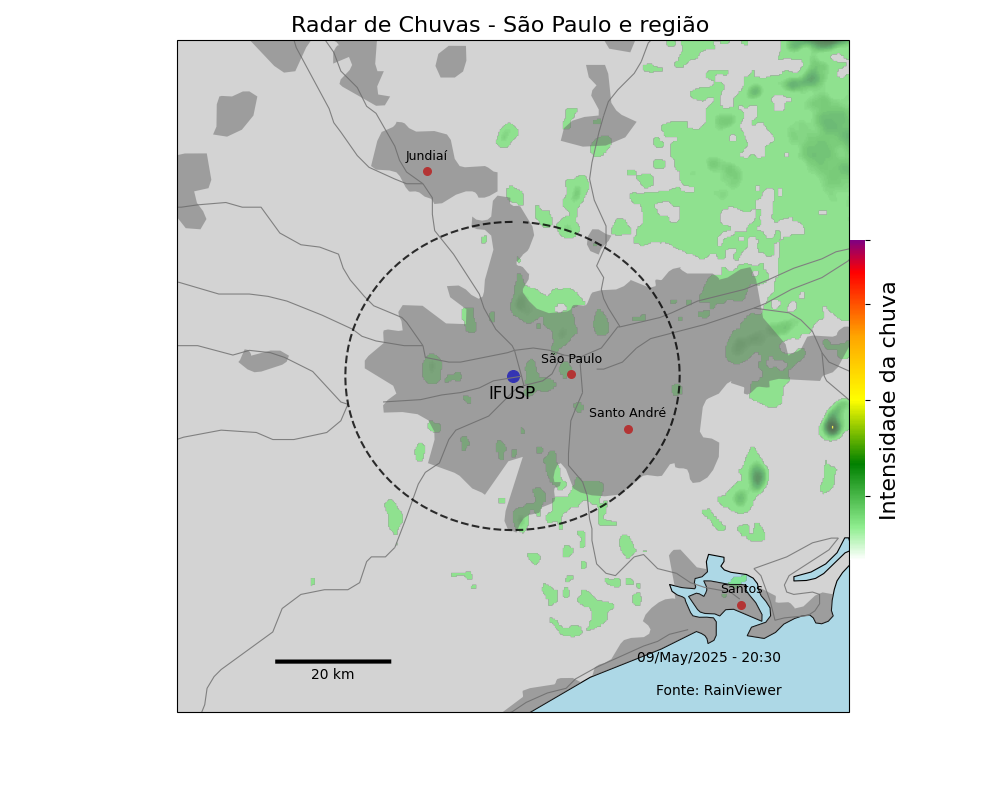 Radar de Chuvas - São Paulo e região
Jundiaí
São Paulo
IFUSP
Santo André
Intensidade da chuva
Santos
09/May/2025 - 20:30
20 km
Fonte: RainViewer